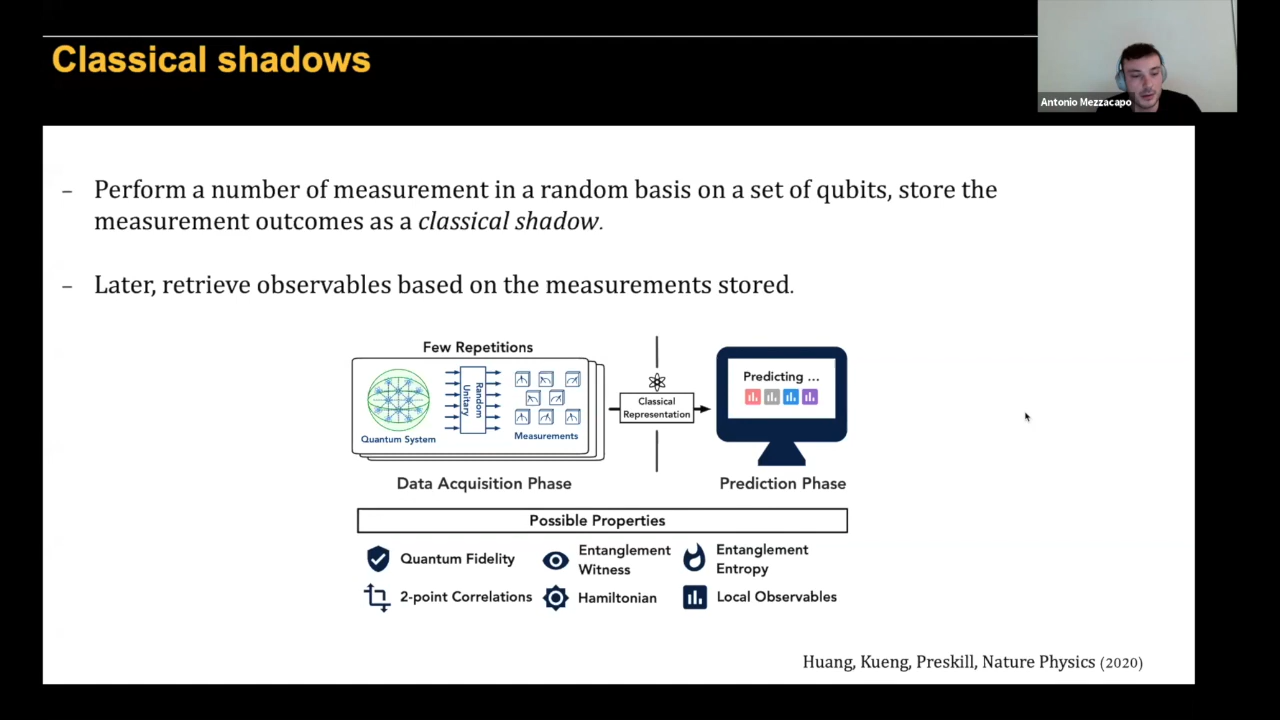 Classical shadows
Antonio Mezzacapo
– Perform a number of measurement in a random basis on a set of qubits, store the
measurement outcomes as a classical shadow.
– Later, retrieve observables based on the measurements stored.
Few Repetitions
Random
Unitary
Quantum System
Measurements
Classical
Representation
Predicting ...
Data Acquisition Phase
Prediction Phase
Possible Properties
Quantum Fidelity
Entanglement
Witness
Entanglement
Entropy
2-point Correlations
Hamiltonian
Local Observables
Huang, Kueng, Preskill, Nature Physics (2020)